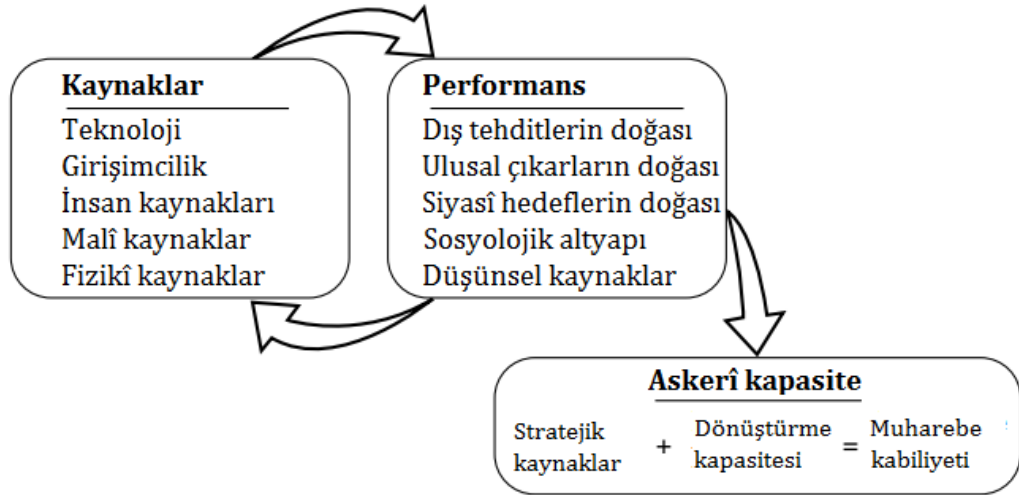 Kaynaklar
Teknoloji
Girişimcilik
İnsan kaynakları
Malî kaynaklar
Fizikî kaynaklar
Performans
Dış tehditlerin doğası
Ulusal çıkarların doğası
Siyasî hedeflerin doğası
Sosyolojik altyapı
Düşünsel kaynaklar
Askerî kapasite
Stratejik kaynaklar + Dönüştürme kapasitesi = Muharebe kabiliyeti